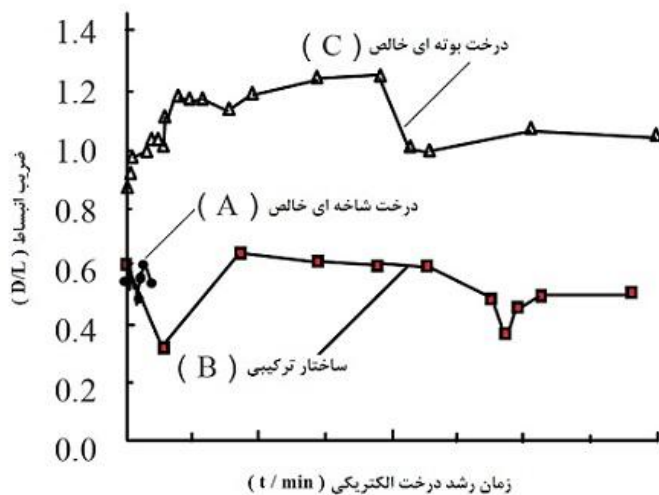 1.4
( C ) درخت بوته ای خالص
1.2
1.0
0.8
( A ) درخت شاخه ای خالص
0.6
0.4
( B ) ساختار ترکیبی
0.2
0.0
ضریب انبساط ( D/L )
زمان رشد درخت الکتریکی ( t / min )